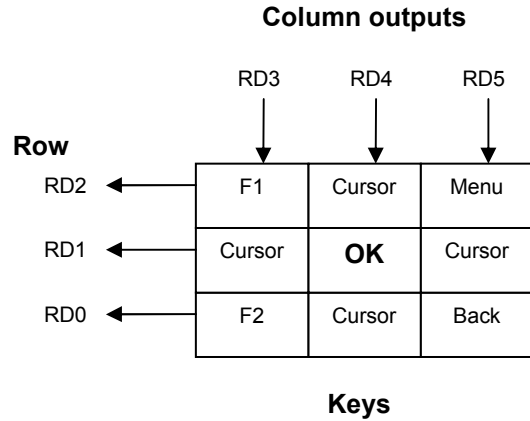 Column outputs
RD3 RD4 RD5
Row
RD2 F1 Cursor Menu
RD1 Cursor OK Cursor
RD0 F2 Cursor Back
Keys